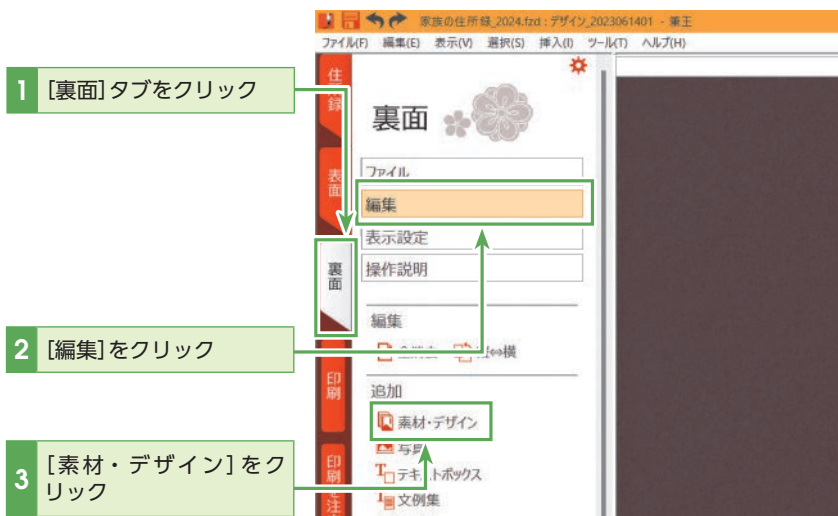 家族の住所録_2024.fzd : デザイン_2023061401 - 筆王
ファイル(F) 編集(E) 表示(V) 選択(S) 挿入(I) ツール(T) ヘルプ(H)
1 [裏面]タブをクリック
裏面
表面
ファイル
編集
表示設定
裏面
操作説明
編集
2 [編集]をクリック
⇔横
印刷
追加
素材・デザイン
3 [素材・デザイン]をクリック
テキストボックス
文例集